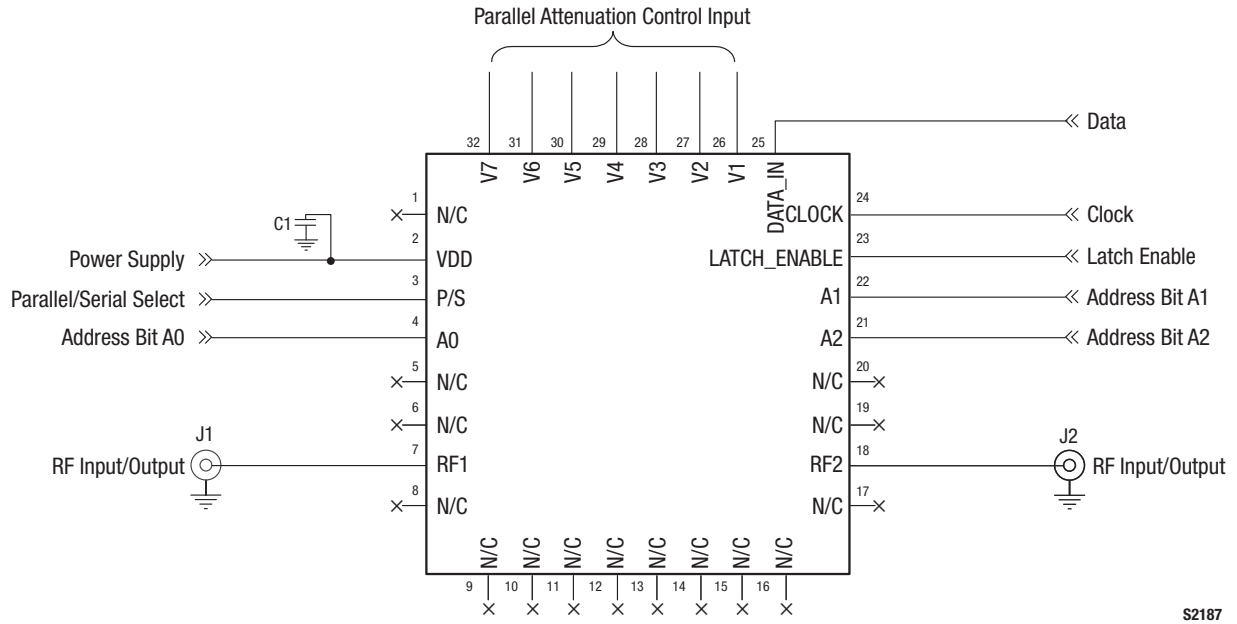 Parallel Attenuation Control Input
Data
32 31 30 29 28 27 26 25
V7 V6 V5 V4 V3 V2 V1 DATA_IN
1 N/C
CLOCK 24 Clock
C1
Power Supply 2 VDD
LATCH_ENABLE 23 Latch Enable
Parallel/Serial Select 3 P/S
A1 22 Address Bit A1
Address Bit A0 4 A0
A2 21 Address Bit A2
5 N/C
N/C 20
6 N/C
N/C 19
J1
J2
RF Input/Output 7 RF1
RF2 18 RF Input/Output
8 N/C
N/C 17
N/C N/C N/C N/C N/C N/C N/C N/C
9 10 11 12 13 14 15 16
S2187